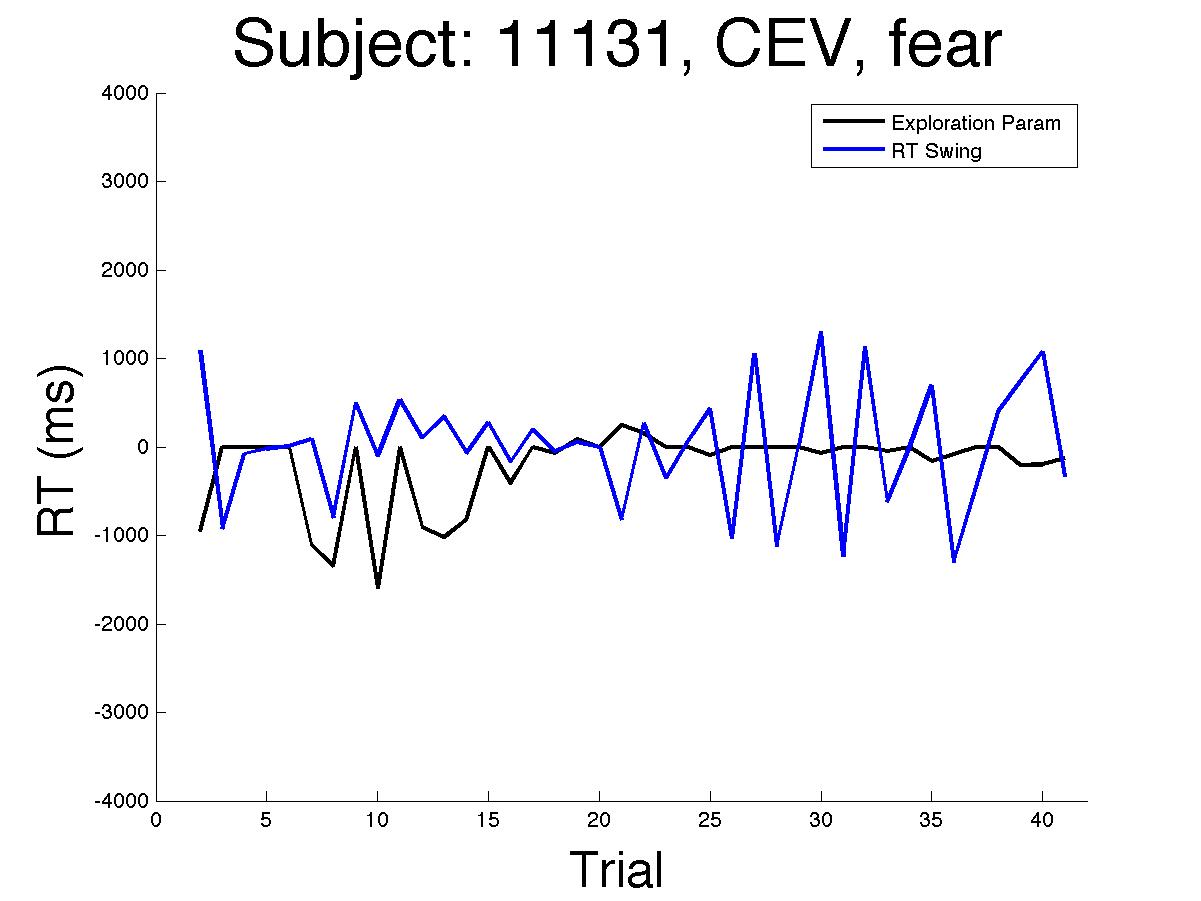 Subject: 11131, CEV, fear
4000
3000
2000
1000
0
-1000
-2000
-3000
-4000
RT (ms)
Exploration Param
RT Swing
0 5 10 15 20 25 30 35 40
Trial